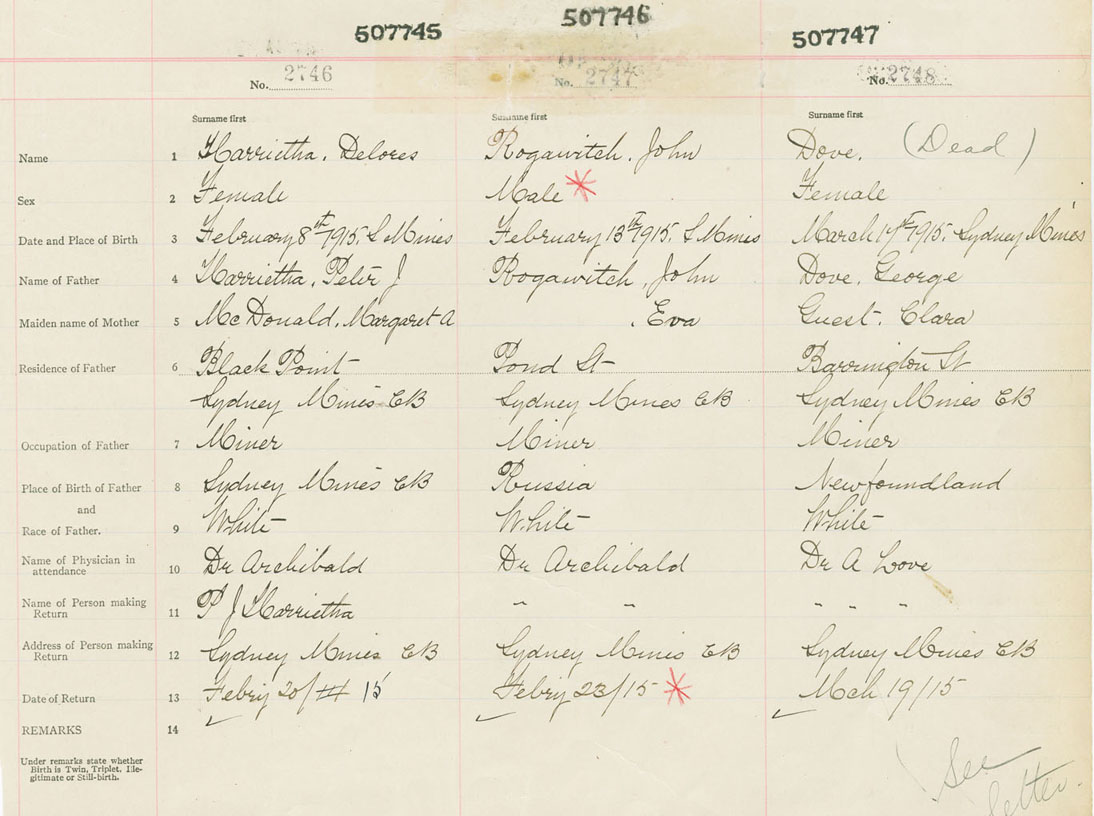 507745 507746 507747
No. 2746 No. 2747 No. 2748
Surname first Surname first Surname first
Name 1 Harrietha, Delores Rogawitch, John Dove. (Dead)
Sex 2 Female Male * Female
Date and Place of Birth 3 February 8th 1915. S Mines February 13th 1915. S Mines March 1915. Sydney Mines
Name of Father 4 Harrietha, Peter J Rogawitch, John Dove, George
Maiden name of Mother 5 McDonald, Margaret A , Eva Guest, Clara
Residence of Father 6 Black Point Pond St Barrington St
Sydney Mines CB Sydney Mines CB Sydney Mines CB
Occupation of Father 7 Miner Miner Miner
Place of Birth of Father 8 Sydney Mines CB Russia Newfoundland
and
Race of Father. 9 White White White
Name of Physician in
attendance 10 Dr Archibald Dr Archibald Dr A Love
Name of Person making
Return 11 P J Harrietha " " " " "
Address of Person making
Return 12 Sydney Mines CB Sydney Mines CB Sydney Mines CB
Date of Return 13 Febry 20/ 15 Febry 23/15 * Mch 19/15
REMARKS 14
Under remarks state whether
Birth is Twin, Triplet, Ille-
gitimate or Still-birth.
See
letter.